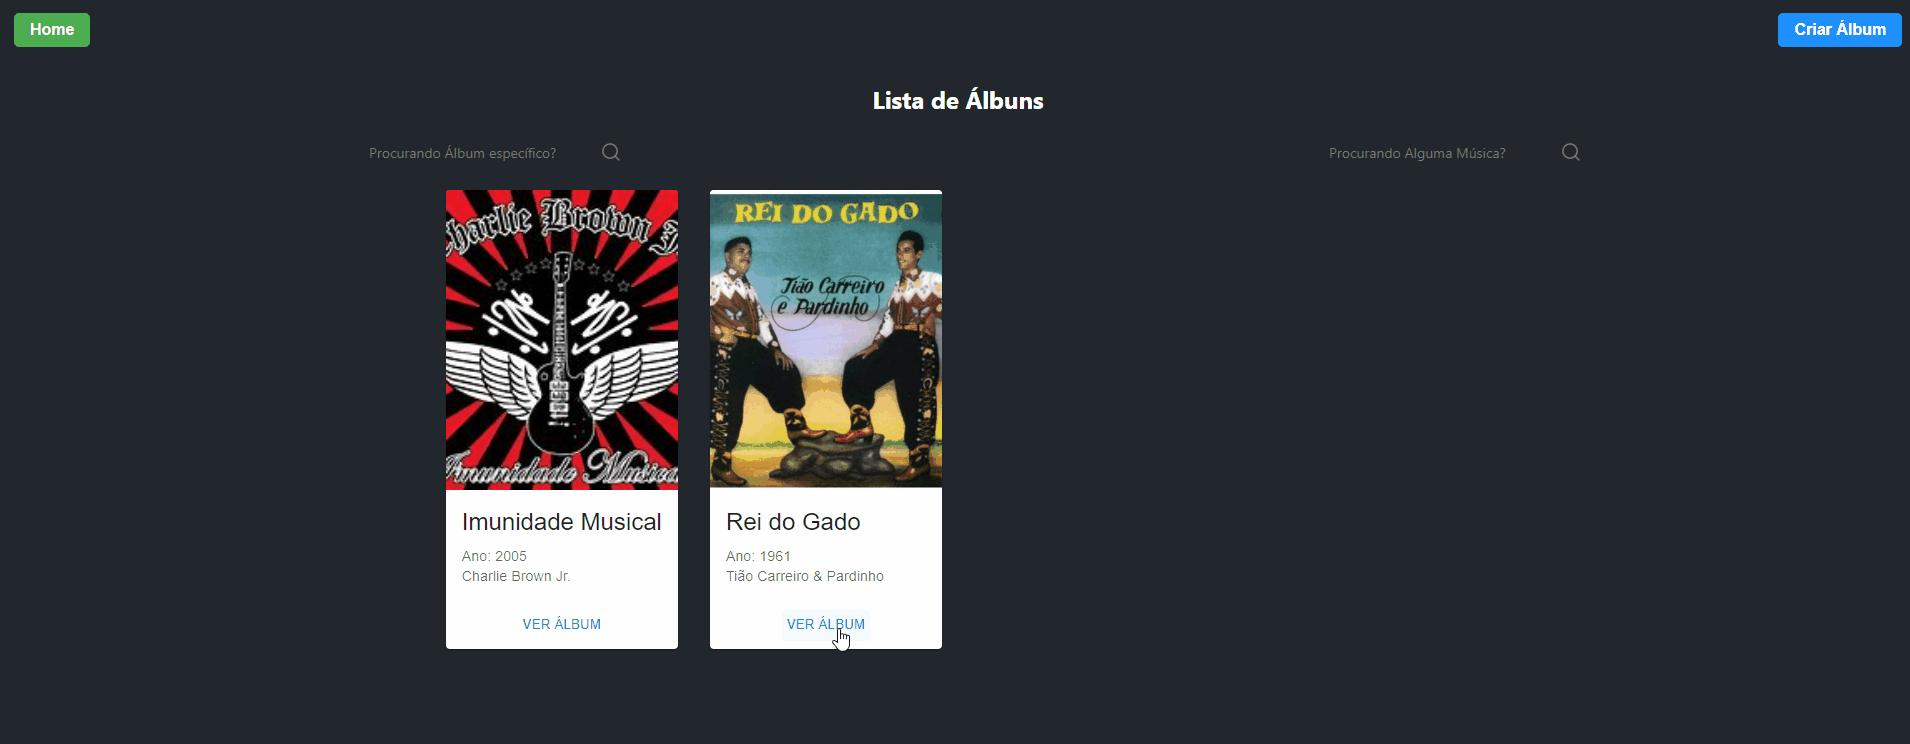 Home
Criar Álbum
Lista de Álbuns
Procurando Álbum específico?
Procurando Alguma Música?
Charlie Brown J
Imunidade Musical
REI DO GADO
Tião Carreiro
e Pardinho
Imunidade Musical
Ano: 2005
Charlie Brown Jr.
VER ÁLBUM
Rei do Gado
Ano: 1961
Tião Carreiro & Pardinho
VER ÁLBUM